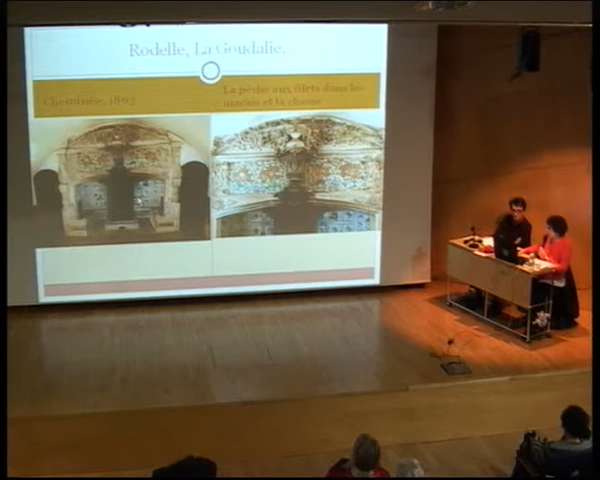 Rodelle, La Goudalie.
Cheminée, 1893
La pêche aux filets dans les
marais et la chasse